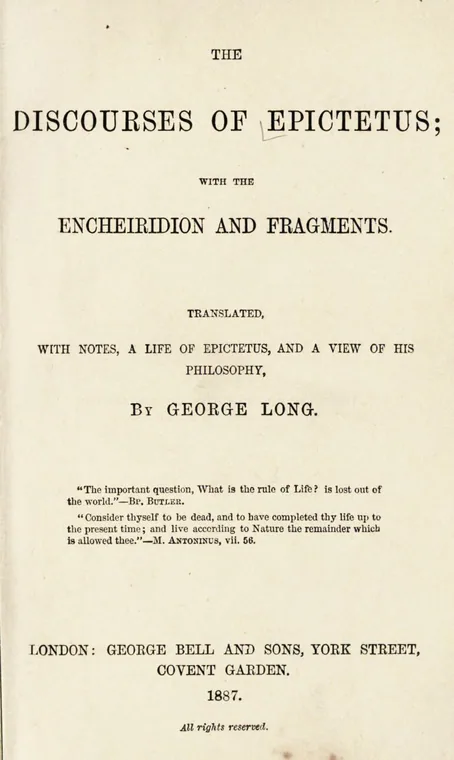 THE
DISCOURSES OF EPICTETUS;
WITH THE
ENCHEIRIDION AND FRAGMENTS.
TRANSLATED,
WITH NOTES, A LIFE OF EPICTETUS, AND A VIEW OF HIS
PHILOSOPHY,
BY GEORGE LONG.
"The important question, What is the rule of Life? is lost out of
the world."—BP. BUTLER.
"Consider thyself to be dead, and to have completed thy life up to
the present time; and live according to Nature the remainder which
is allowed thee."—M. ANTONINUS, vii. 56.
LONDON: GEORGE BELL AND SONS, YORK STREET,
COVENT GARDEN.
1887.
All rights reserved.